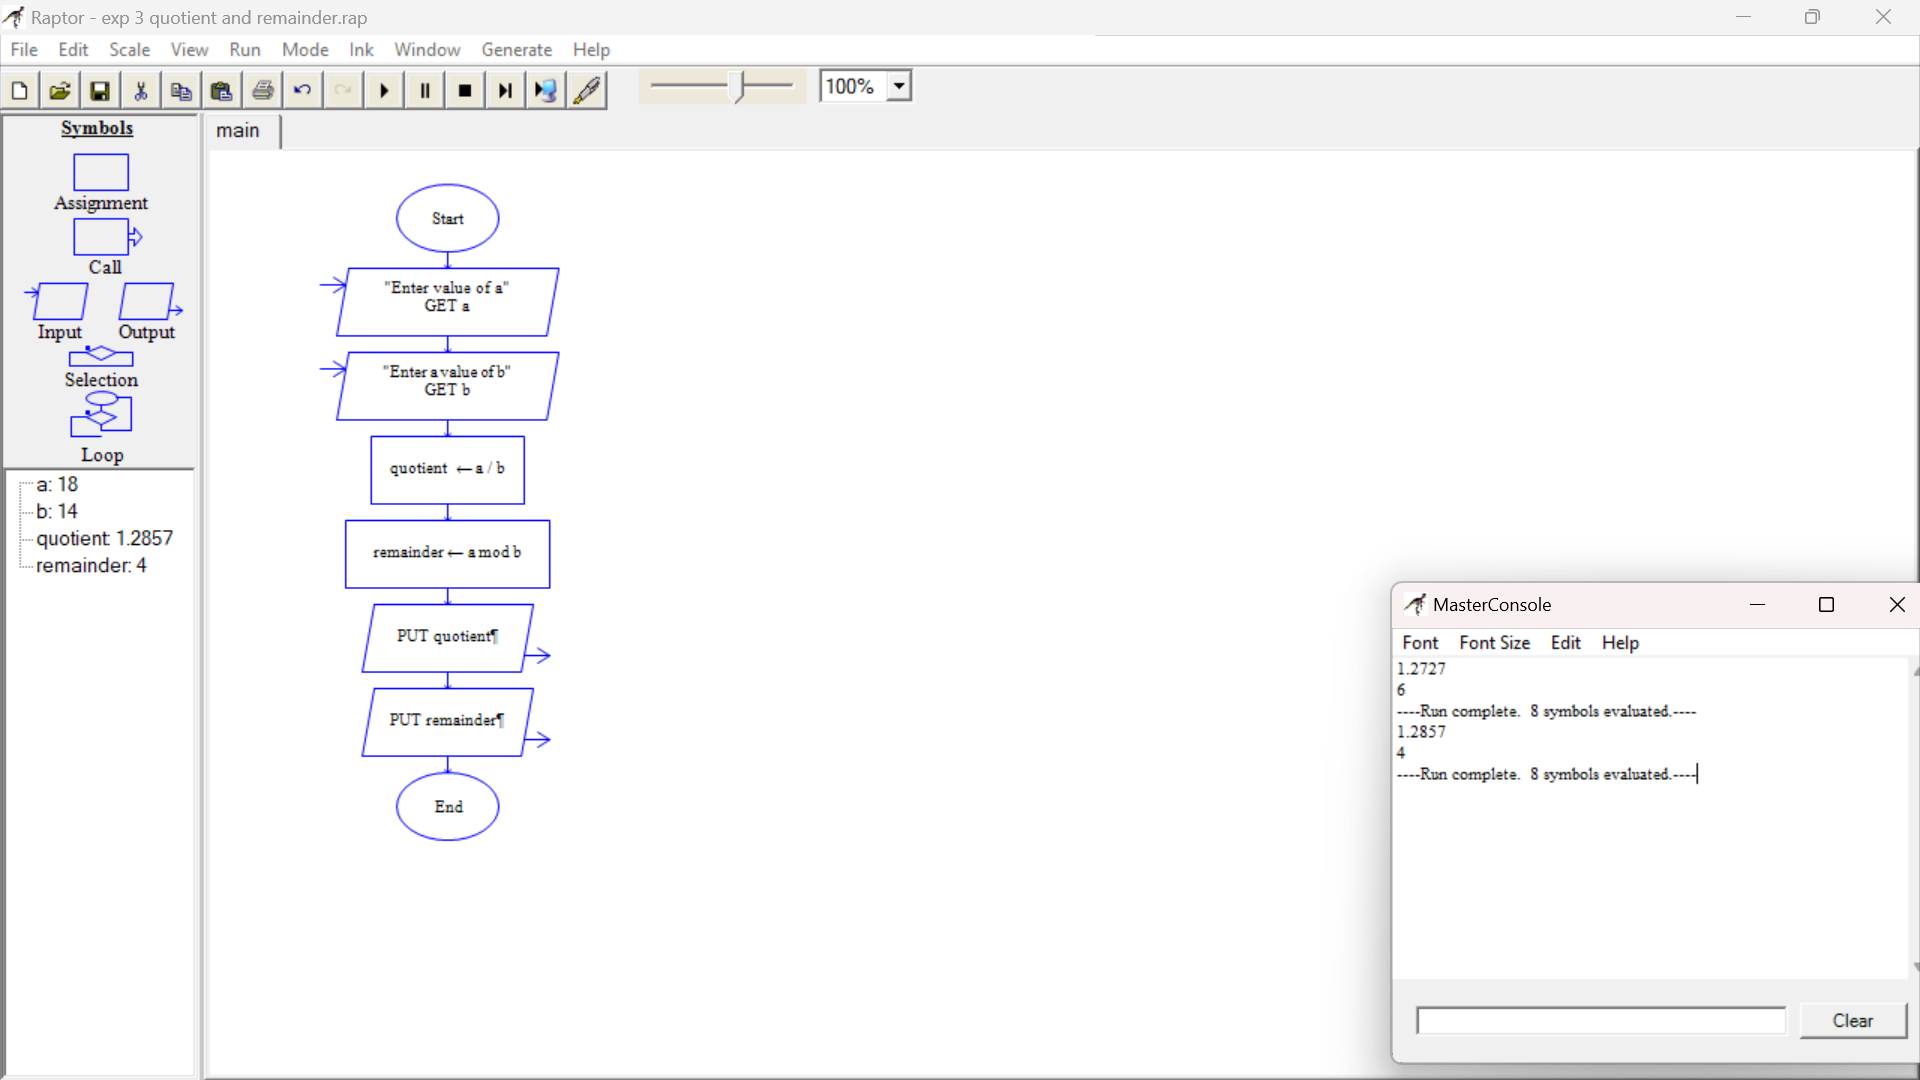 Raptor - exp 3 quotient and remainder.rap
File Edit Scale View Run Mode Ink Window Generate Help
100%
Symbols
Assignment
Call
Input Output
Selection
Loop
a: 18
b: 14
quotient: 1.2857
remainder: 4
main
Start
"Enter value of a"
GET a
"Enter a value of b"
GET b
quotient ← a / b
remainder ← a mod b
PUT quotient¶
PUT remainder¶
End
MasterConsole
Font Font Size Edit Help
1.2727
6
----Run complete.  8 symbols evaluated.----
1.2857
4
----Run complete.  8 symbols evaluated.----
Clear